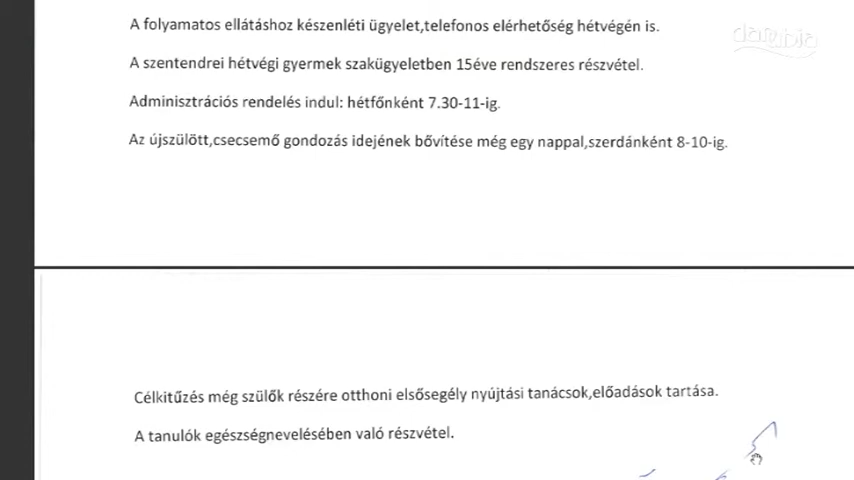 danubia
A folyamatos ellátáshoz készenléti ügyelet,telefonos elérhetőség hétvégén is.
A szentendrei hétvégi gyermek szakügyeletben 15éve rendszeres részvétel.
Adminisztrációs rendelés indul: hétfőnként 7.30-11-ig.
Az újszülött,csecsemő gondozás idejének bővítése még egy nappal,szerdánként 8-10-ig.
Célkitűzés még szülők részére otthoni elsősegély nyújtási tanácsok,előadások tartása.
A tanulók egészségnevelésében való részvétel.